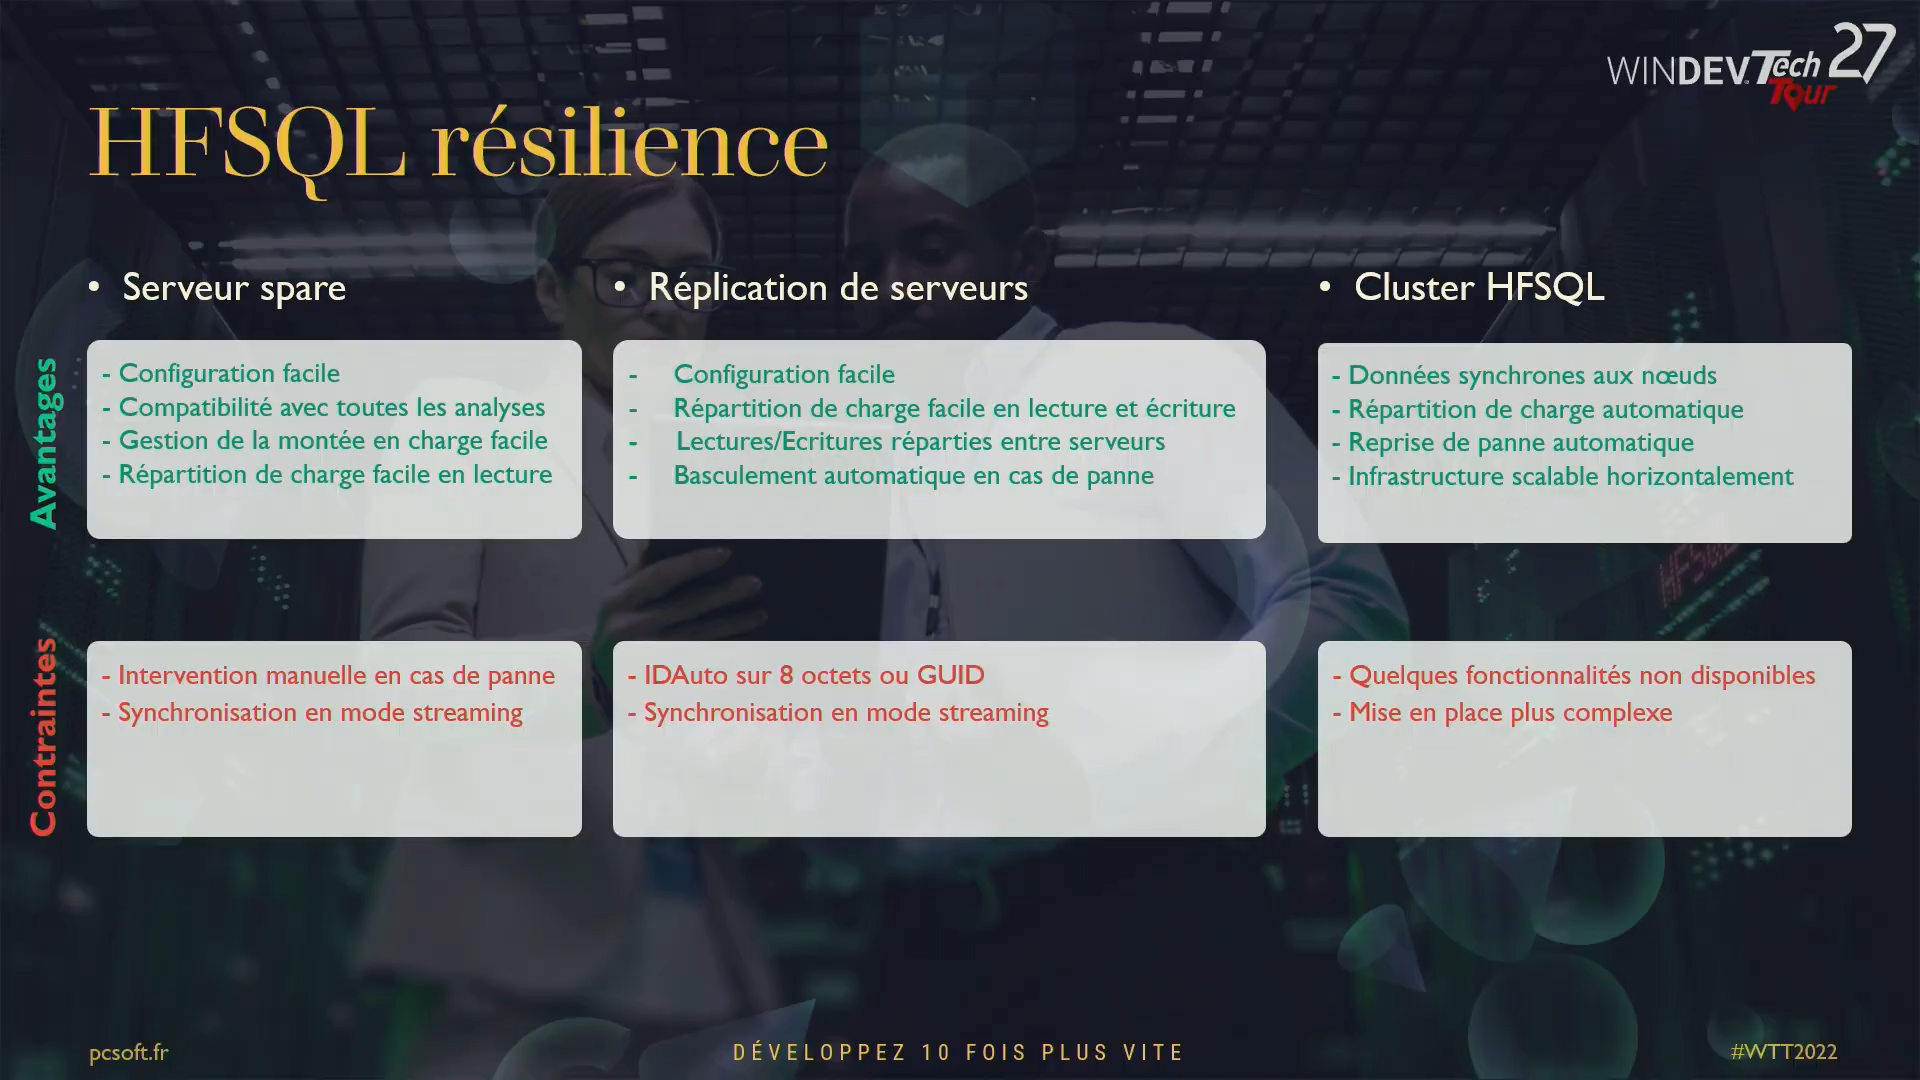 WINDEV Tech Tour 27
HFSQL résilience
• Serveur spare
Avantages
- Configuration facile
- Compatibilité avec toutes les analyses
- Gestion de la montée en charge facile
- Répartition de charge facile en lecture
Contraintes
- Intervention manuelle en cas de panne
- Synchronisation en mode streaming
• Réplication de serveurs
- Configuration facile
- Répartition de charge facile en lecture et écriture
- Lectures/Ecritures réparties entre serveurs
- Basculement automatique en cas de panne
- IDAuto sur 8 octets ou GUID
- Synchronisation en mode streaming
• Cluster HFSQL
- Données synchrones aux nœuds
- Répartition de charge automatique
- Reprise de panne automatique
- Infrastructure scalable horizontalement
- Quelques fonctionnalités non disponibles
- Mise en place plus complexe
HFSQL
pcsoft.fr
DÉVELOPPEZ 10 FOIS PLUS VITE
#WTT2022